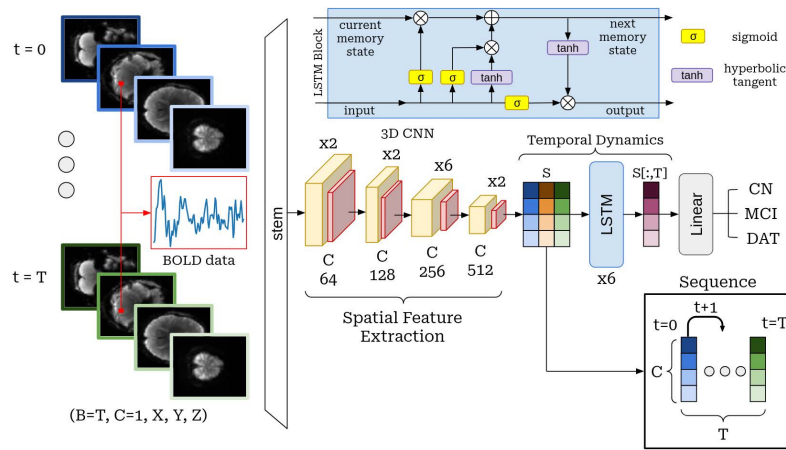 t = 0
t = T
BOLD data
(B=T, C=1, X, Y, Z)
stem
LSTM Block
current
memory
state
next
memory
state
σ
σ
tanh
σ
tanh
input
output
σ
sigmoid
tanh
hyperbolic
tangent
3D CNN
x2
x2
x6
x2
C
64
C
128
C
256
C
512
Spatial Feature
Extraction
Temporal Dynamics
S
LSTM
x6
S[:,T]
Linear
CN
MCI
DAT
Sequence
t+1
t=0
t=T
C
T